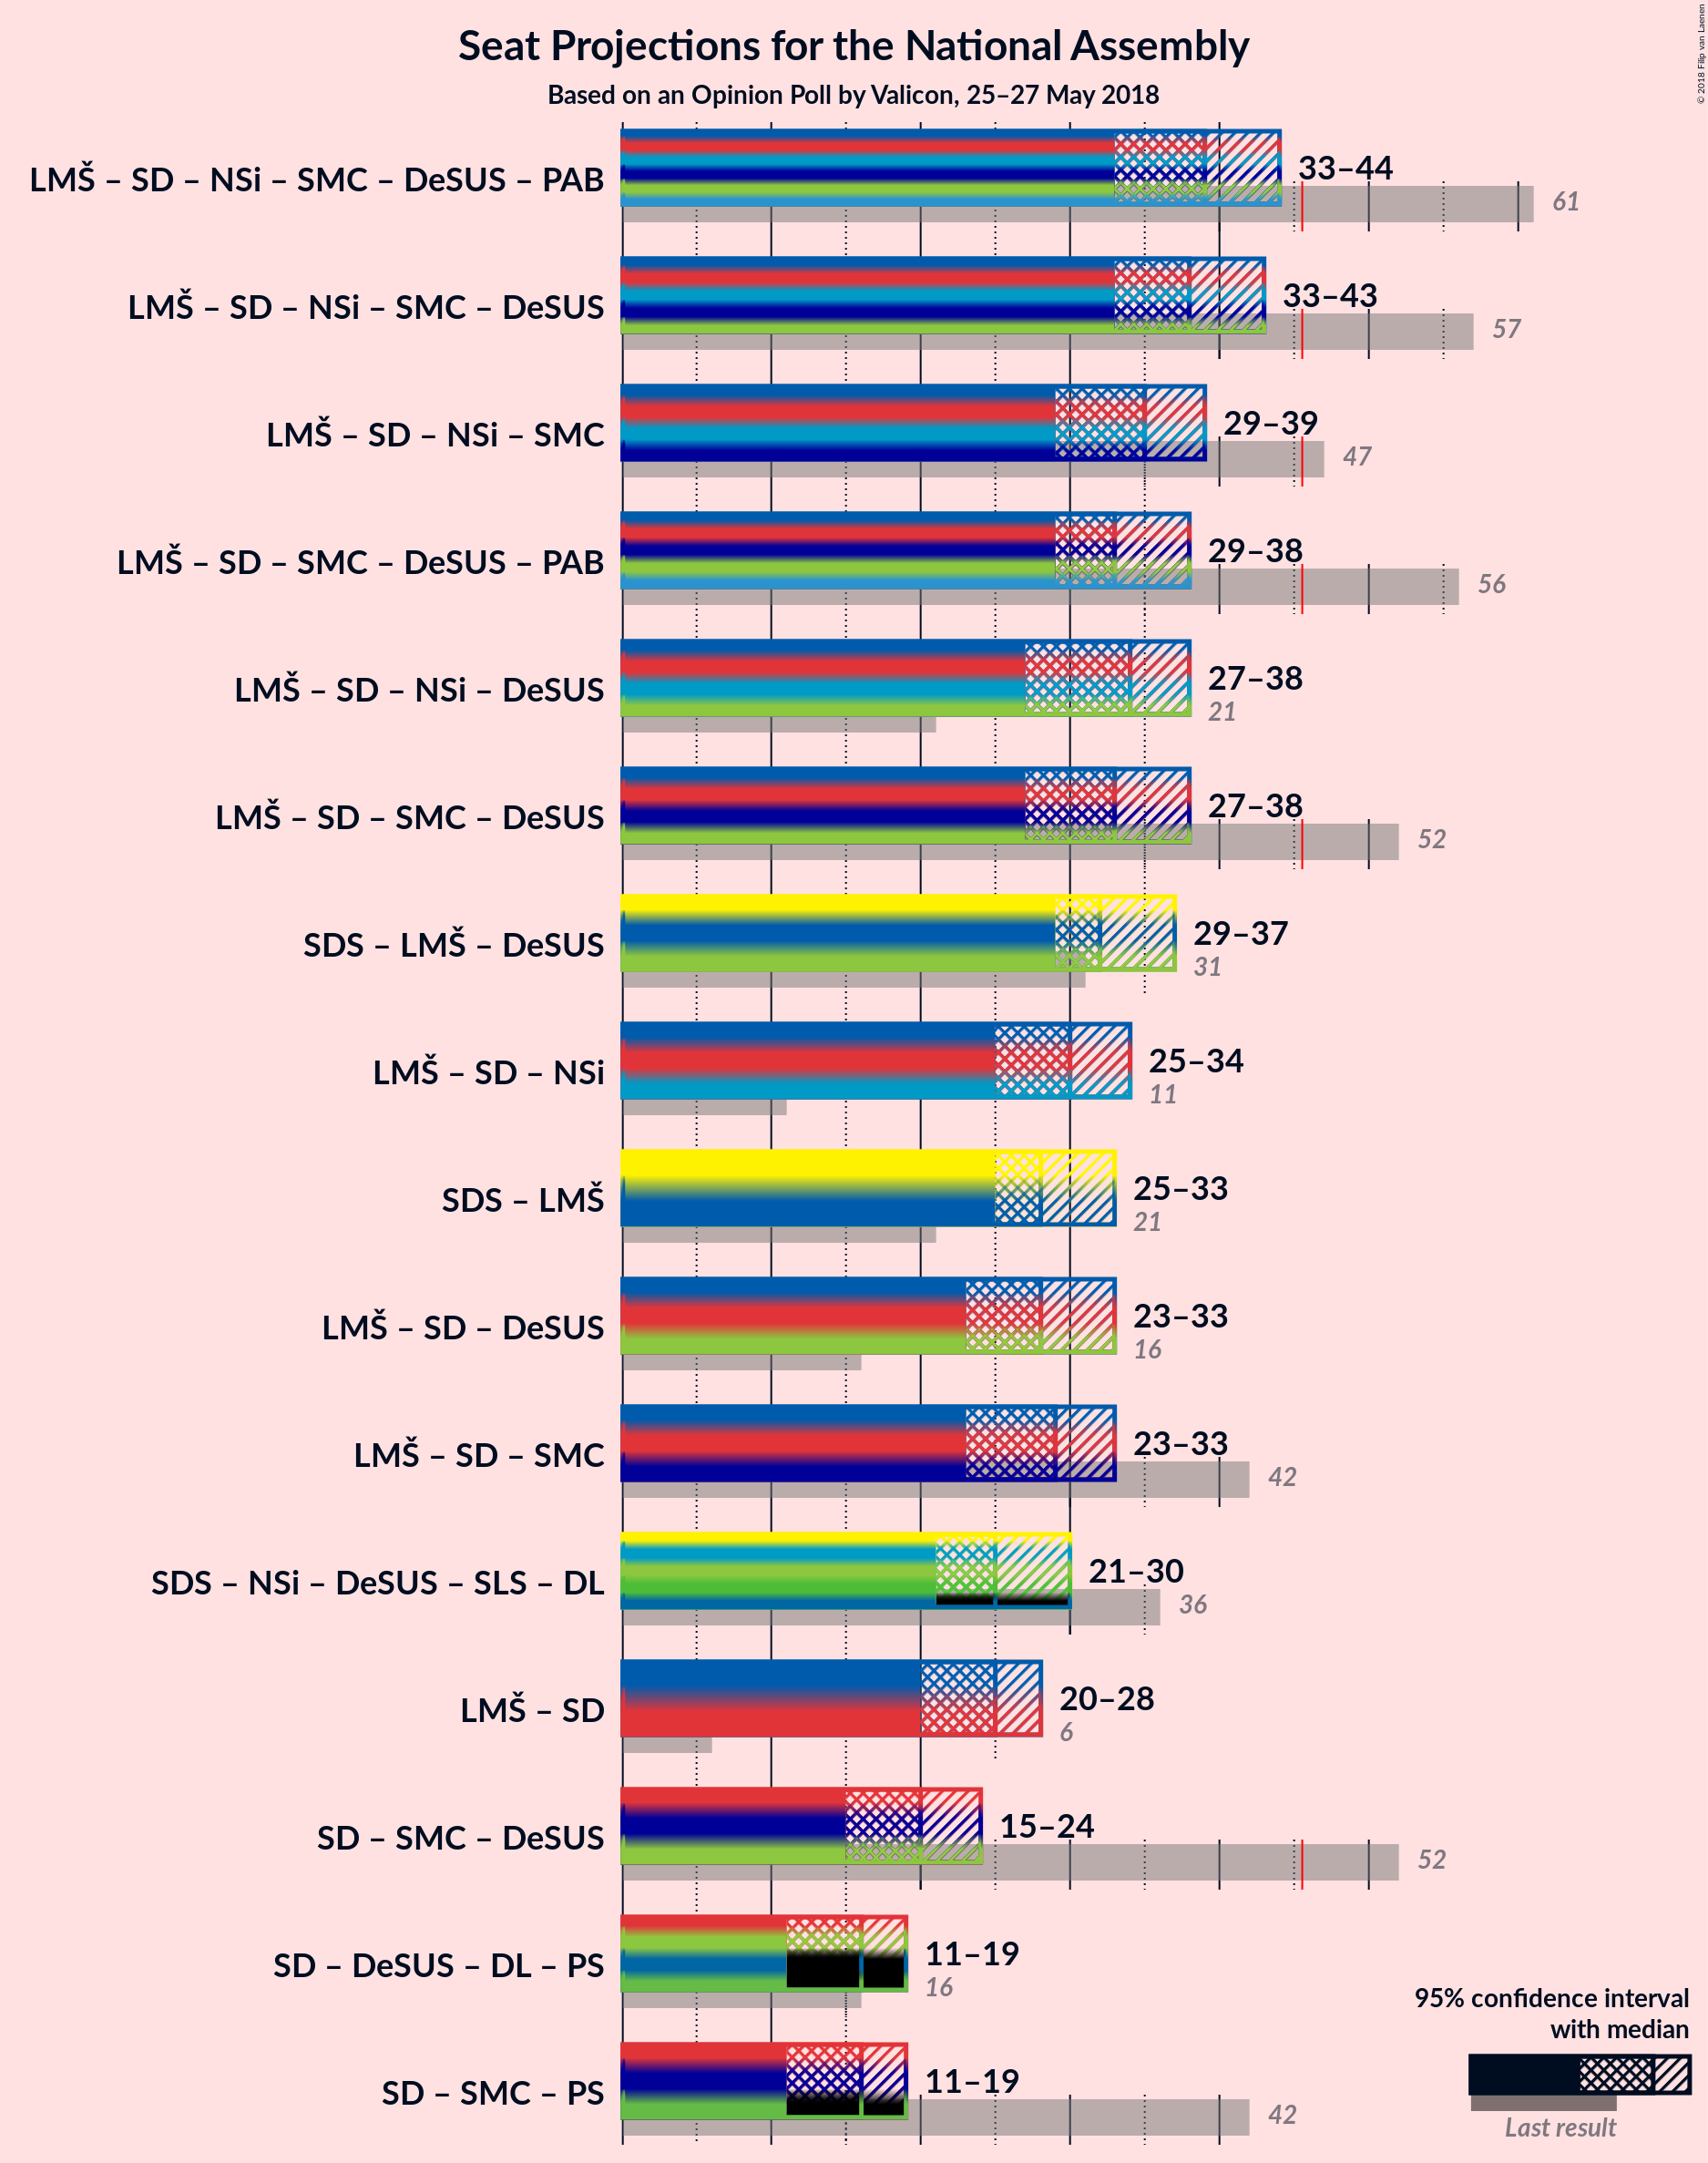 Seat Projections for the National Assembly
Based on an Opinion Poll by Valicon, 25–27 May 2018
© 2018 Filip van Laenen
LMŠ – SD – NSi – SMC – DeSUS – PAB
33–44
61
LMŠ – SD – NSi – SMC – DeSUS
33–43
57
LMŠ – SD – NSi – SMC
29–39
47
LMŠ – SD – SMC – DeSUS – PAB
29–38
56
LMŠ – SD – NSi – DeSUS
27–38
21
LMŠ – SD – SMC – DeSUS
27–38
52
SDS – LMŠ – DeSUS
29–37
31
LMŠ – SD – NSi
25–34
11
SDS – LMŠ
25–33
21
LMŠ – SD – DeSUS
23–33
16
LMŠ – SD – SMC
23–33
42
SDS – NSi – DeSUS – SLS – DL
21–30
36
LMŠ – SD
20–28
6
SD – SMC – DeSUS
15–24
52
SD – DeSUS – DL – PS
11–19
16
SD – SMC – PS
11–19
42
95% confidence interval
with median
Last result